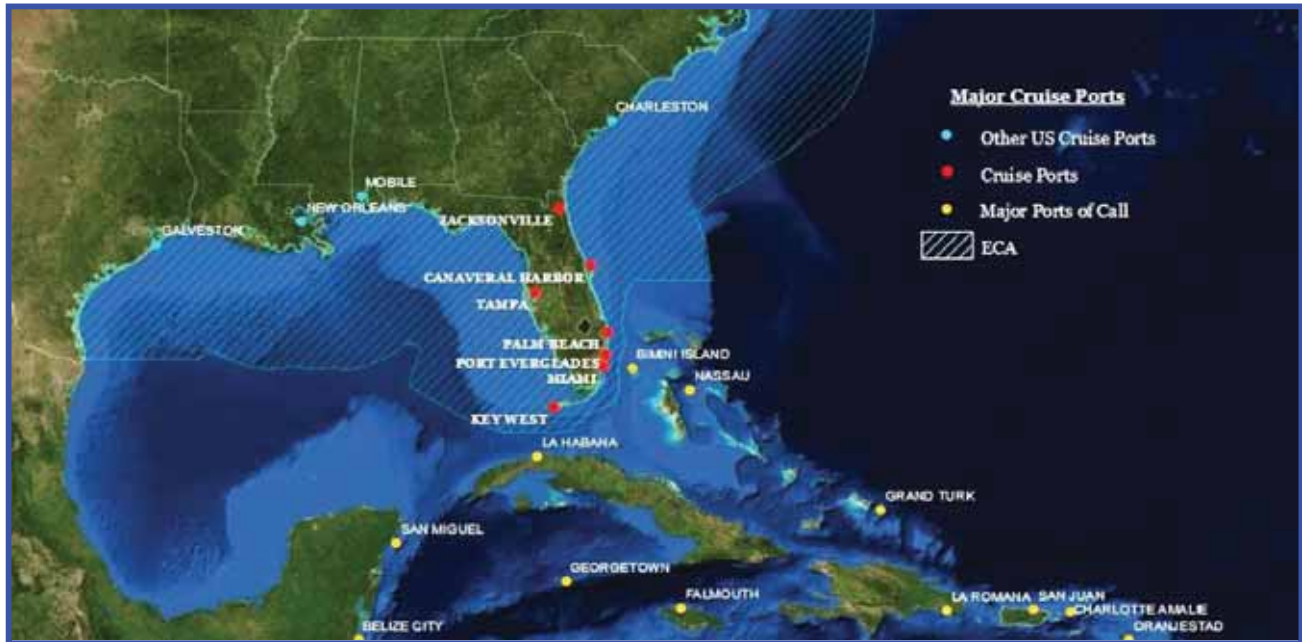 CHARLESTON
Major Cruise Ports
Other US Cruise Ports
Cruise Ports
Major Ports of Call
ECA
MOBILE
NEW ORLEANS
JACKSONVILLE
GALVESTON
CANAVERAL HARBOR
TAMPA
PALM BEACH
PORT EVERGLADES
MIAMI
BIMINI ISLAND
NASSAU
KEY WEST
LA HABANA
GRAND TURK
SAN MIGUEL
GEORGETOWN
FALMOUTH
LA ROMANA
SAN JUAN
CHARLOTTE AMALIE
BELIZE CITY
ORANJESTAD